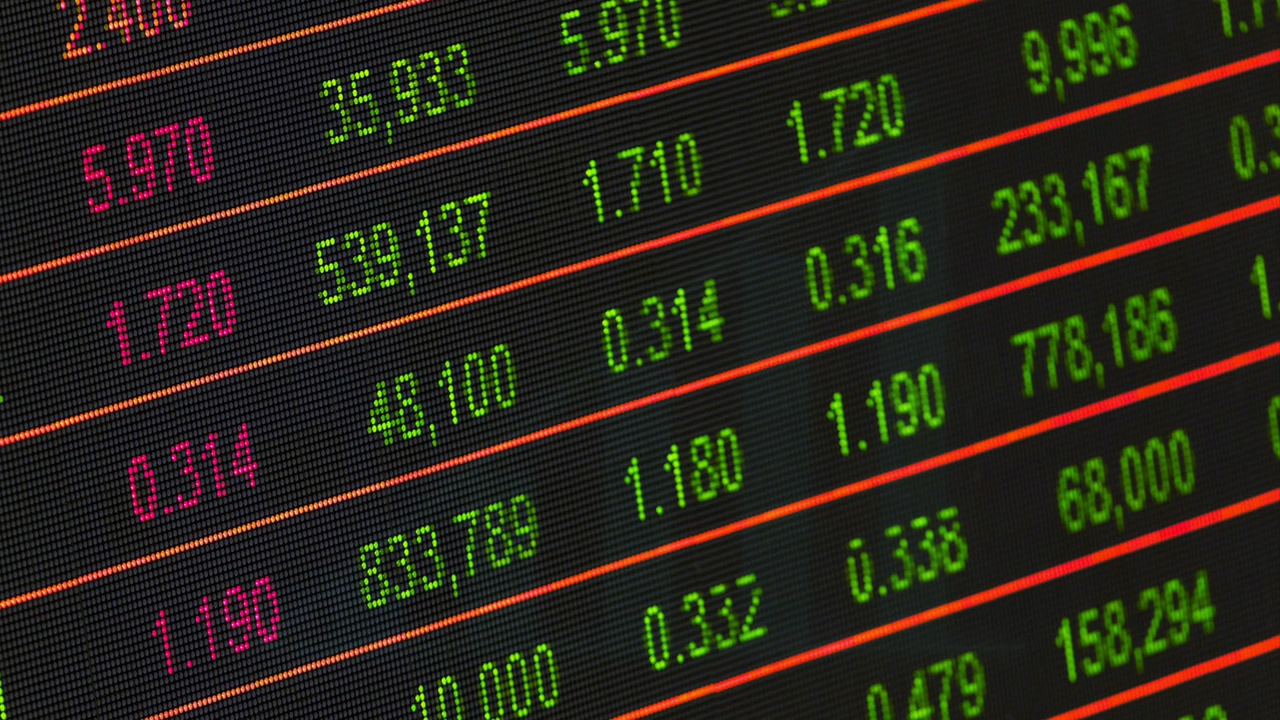 2.400
5.970 35,933 5.970
1.720 539,137 1.710 1.720 9,996
0.314 48,100 0.314 0.316 233,167
1.190 833,789 1.180 1.190 778,186
10,000 0.332 0.338 68,000
0.479 158,294